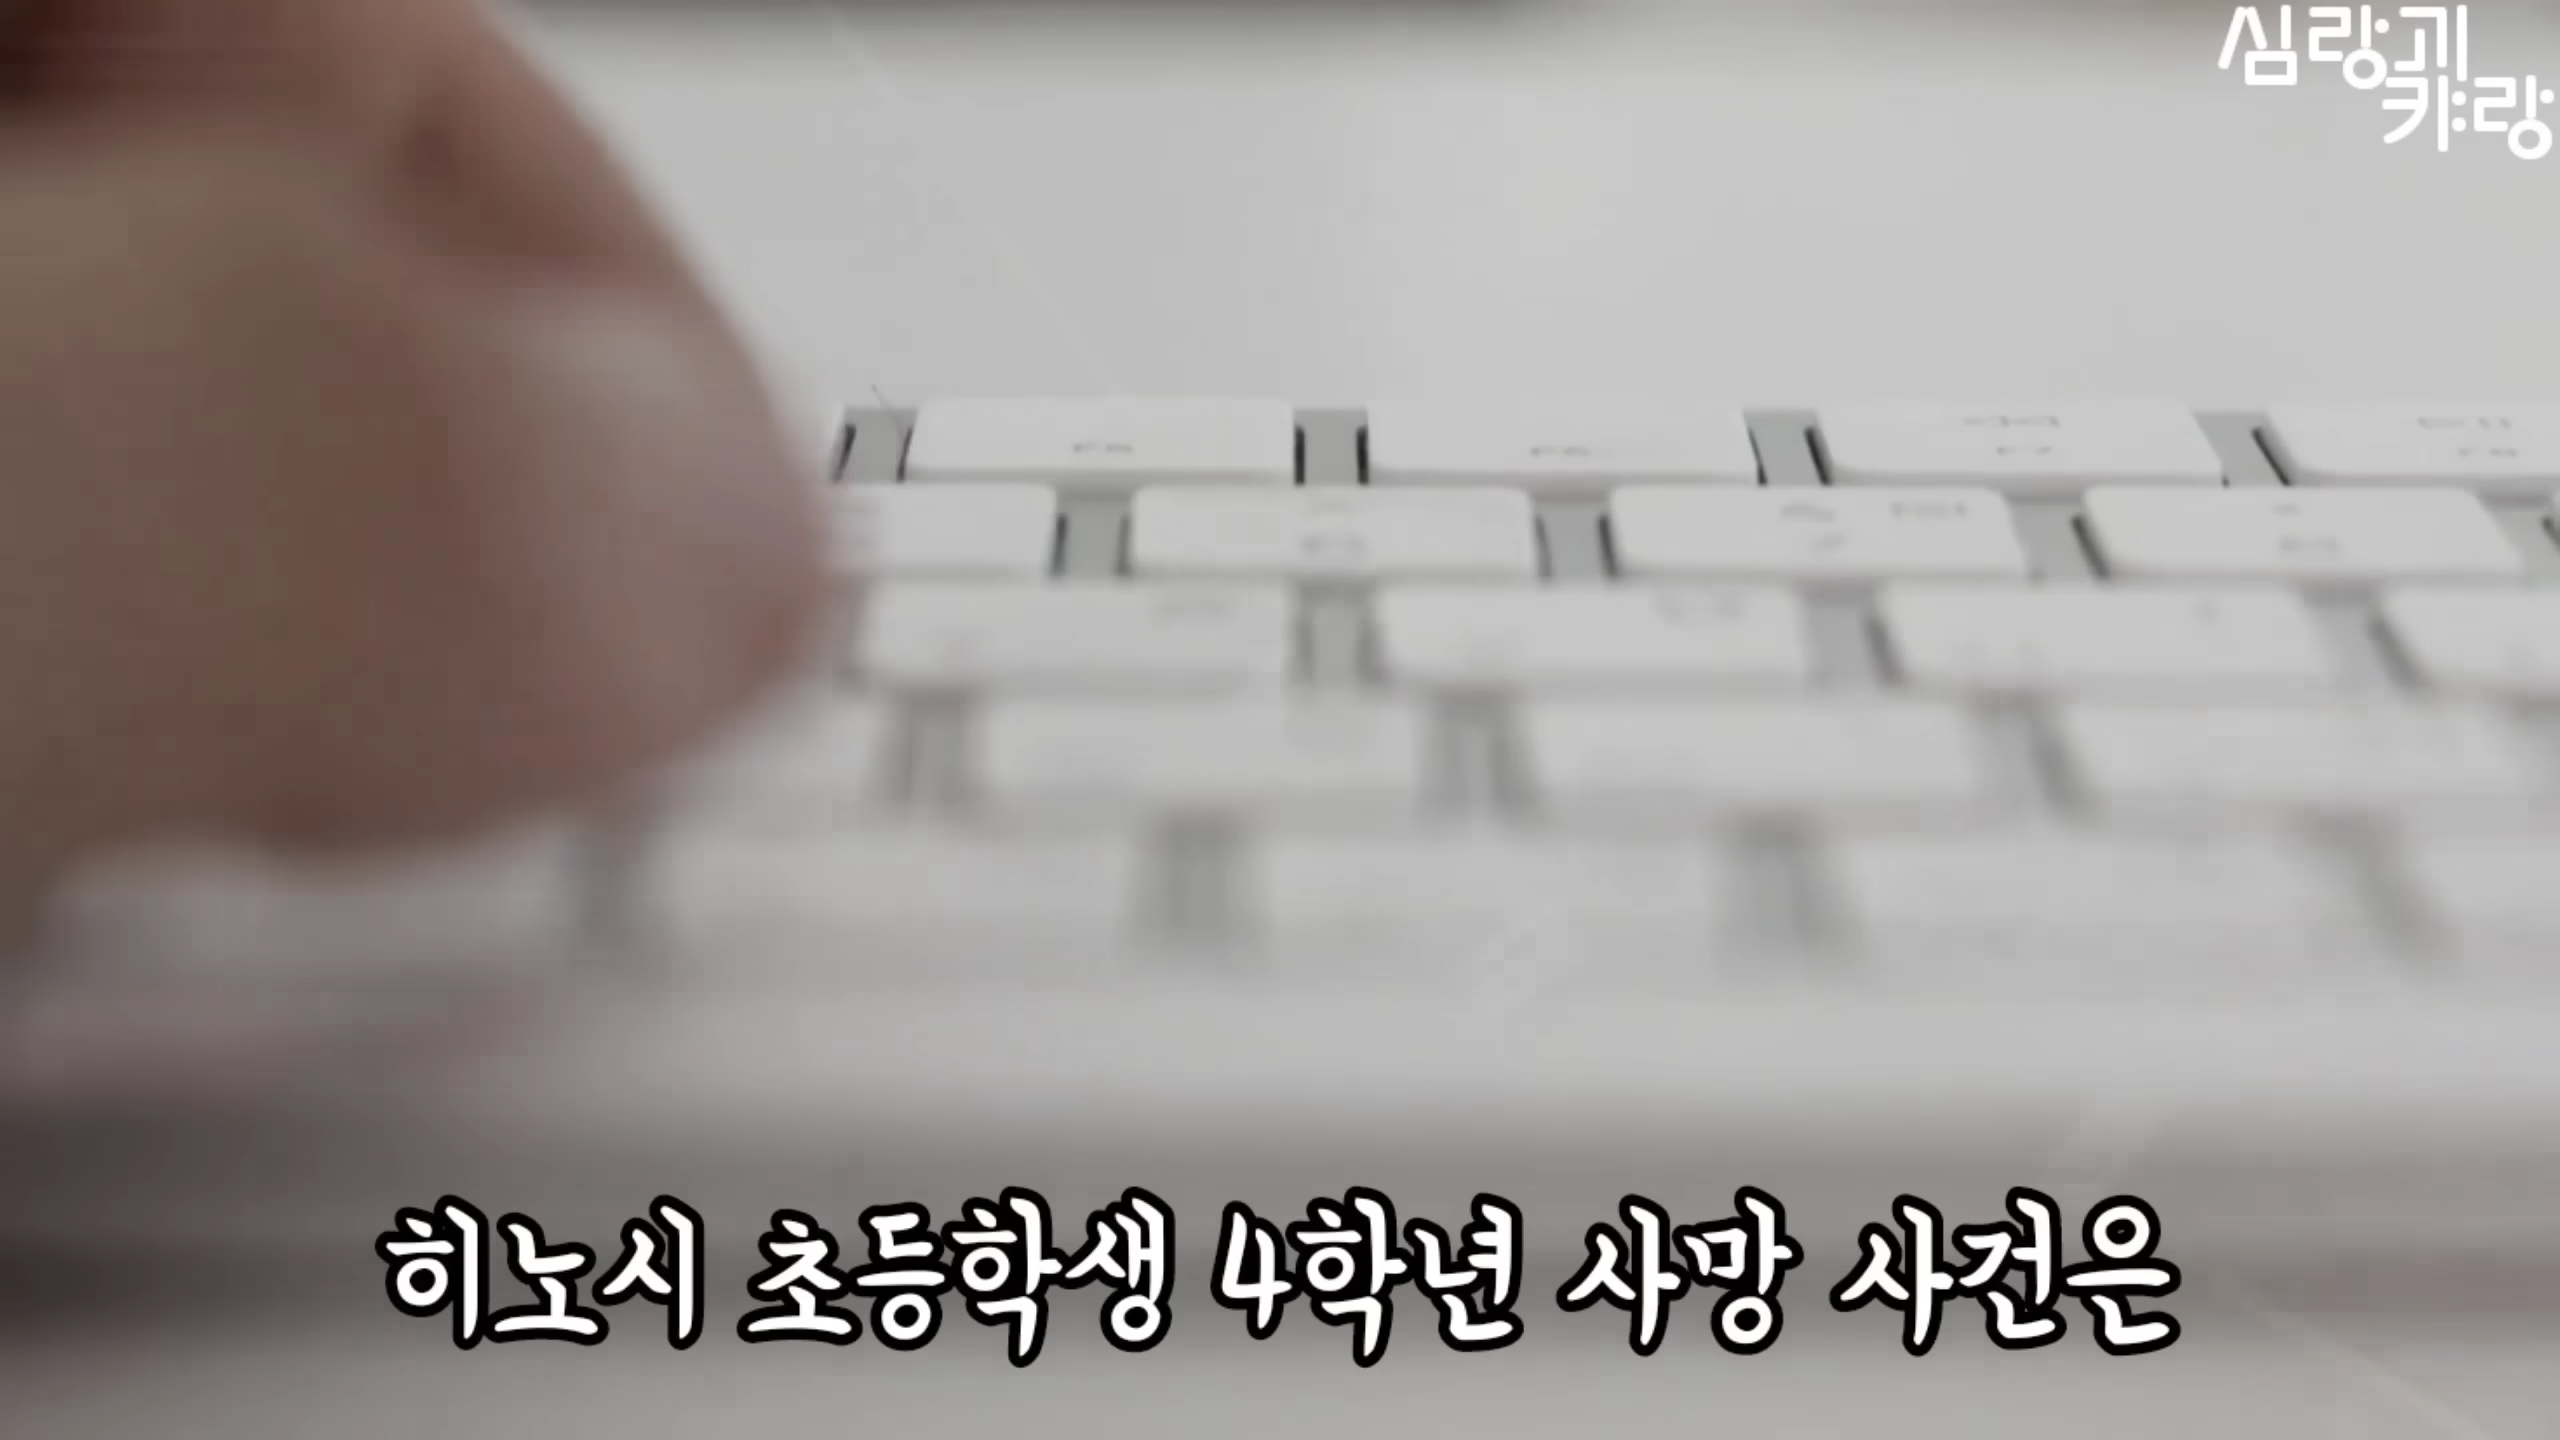 심랑괴
캬랑
히노시 초등학생 4학년 사망 사건은